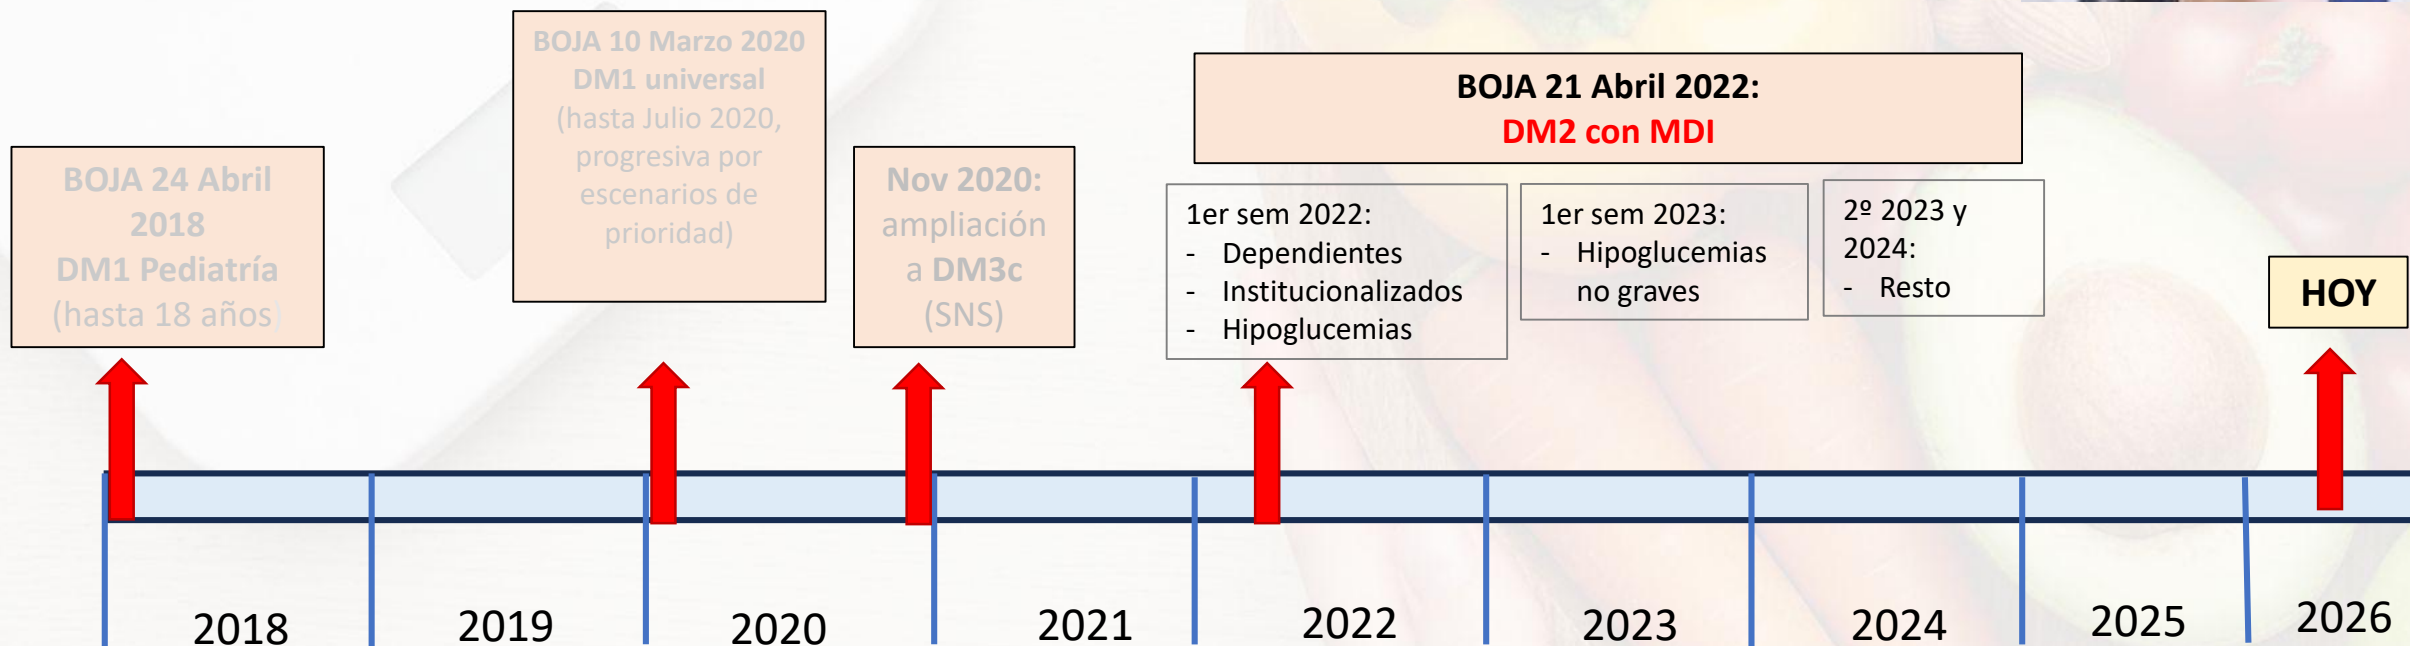 BOJA 24 Abril
2018
DM1 Pediatría
(hasta 18 años)
BOJA 10 Marzo 2020
DM1 universal
(hasta Julio 2020,
progresiva por
escenarios de
prioridad)
Nov 2020:
ampliación
a DM3c
(SNS)
BOJA 21 Abril 2022:
DM2 con MDI
1er sem 2022:
- Dependientes
- Institucionalizados
- Hipoglucemias
1er sem 2023:
- Hipoglucemias
no graves
2º 2023 y
2024:
- Resto
HOY
2018
2019
2020
2021
2022
2023
2024
2025
2026